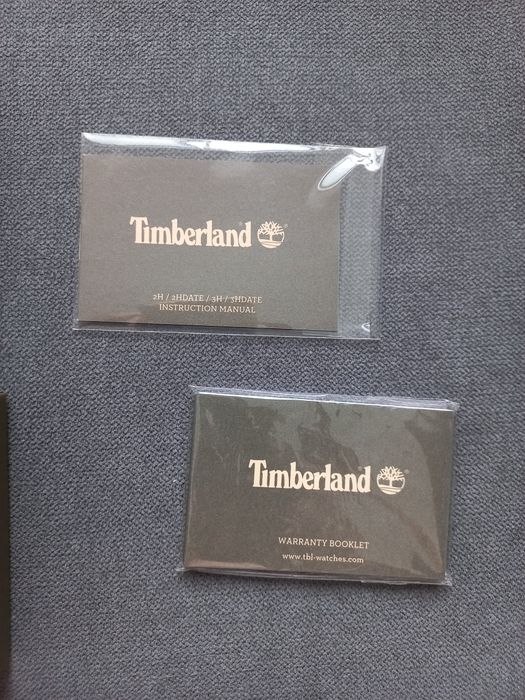 Timberland®
2H / 2HDATE / 3H / 3HDATE
INSTRUCTION MANUAL
Timberland®
WARRANTY BOOKLET
www.tbl-watches.com